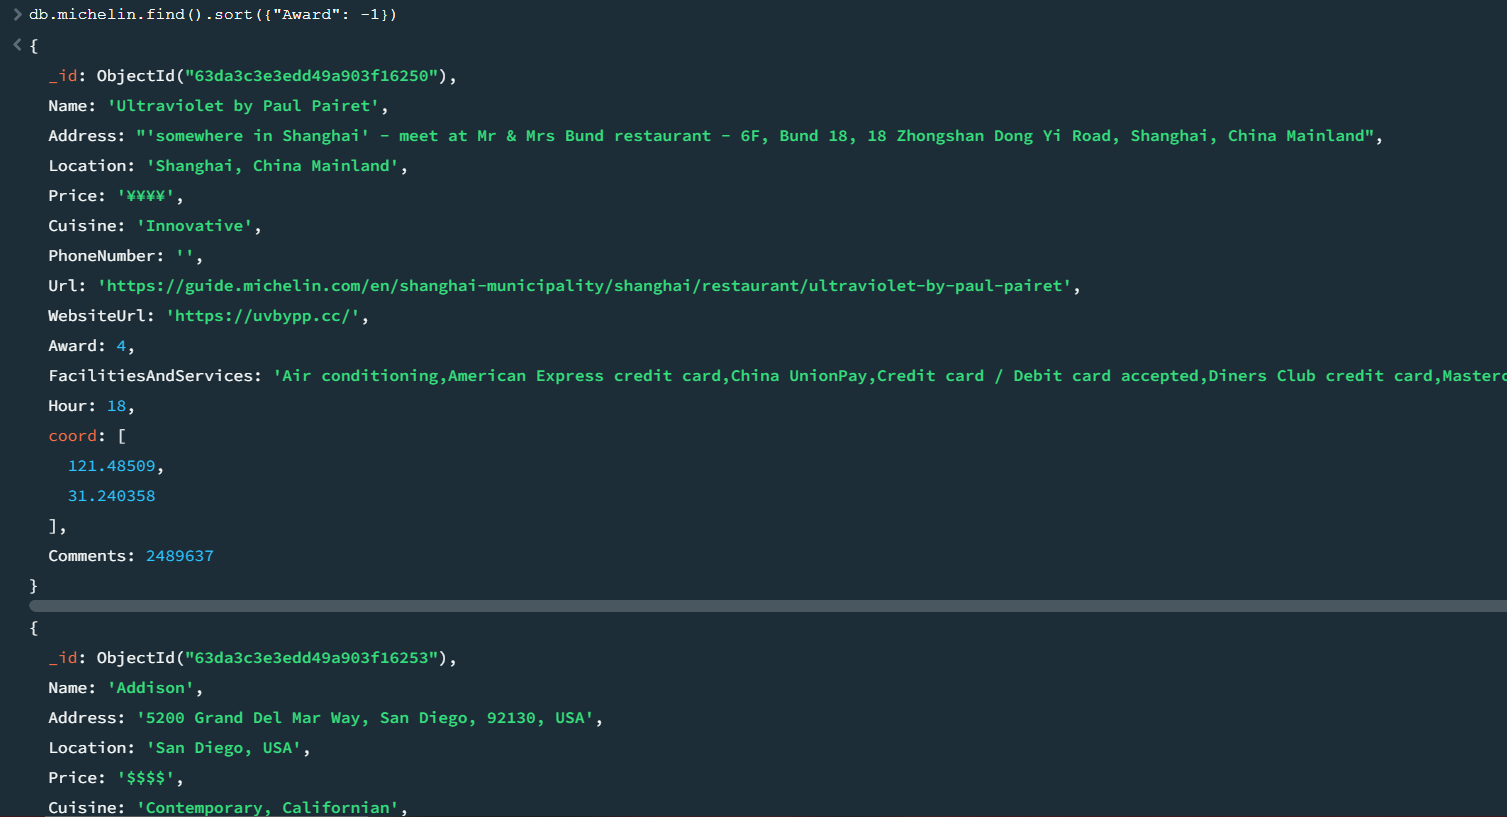 > db.michelin.find().sort({"Award": -1})
< {
_id: ObjectId("63da3c3e3edd49a903f16250"),
Name: 'Ultraviolet by Paul Pairet',
Address: "'somewhere in Shanghai' - meet at Mr & Mrs Bund restaurant - 6F, Bund 18, 18 Zhongshan Dong Yi Road, Shanghai, China Mainland",
Location: 'Shanghai, China Mainland',
Price: '¥¥¥¥',
Cuisine: 'Innovative',
PhoneNumber: '',
Url: 'https://guide.michelin.com/en/shanghai-municipality/shanghai/restaurant/ultraviolet-by-paul-pairet',
WebsiteUrl: 'https://uvbypp.cc/',
Award: 4,
FacilitiesAndServices: 'Air conditioning,American Express credit card,China UnionPay,Credit card / Debit card accepted,Diners Club credit card,Masterc
Hour: 18,
coord: [
121.48509,
31.240358
],
Comments: 2489637
}
{
_id: ObjectId("63da3c3e3edd49a903f16253"),
Name: 'Addison',
Address: '5200 Grand Del Mar Way, San Diego, 92130, USA',
Location: 'San Diego, USA',
Price: '$$$$',
Cuisine: 'Contemporary, Californian',